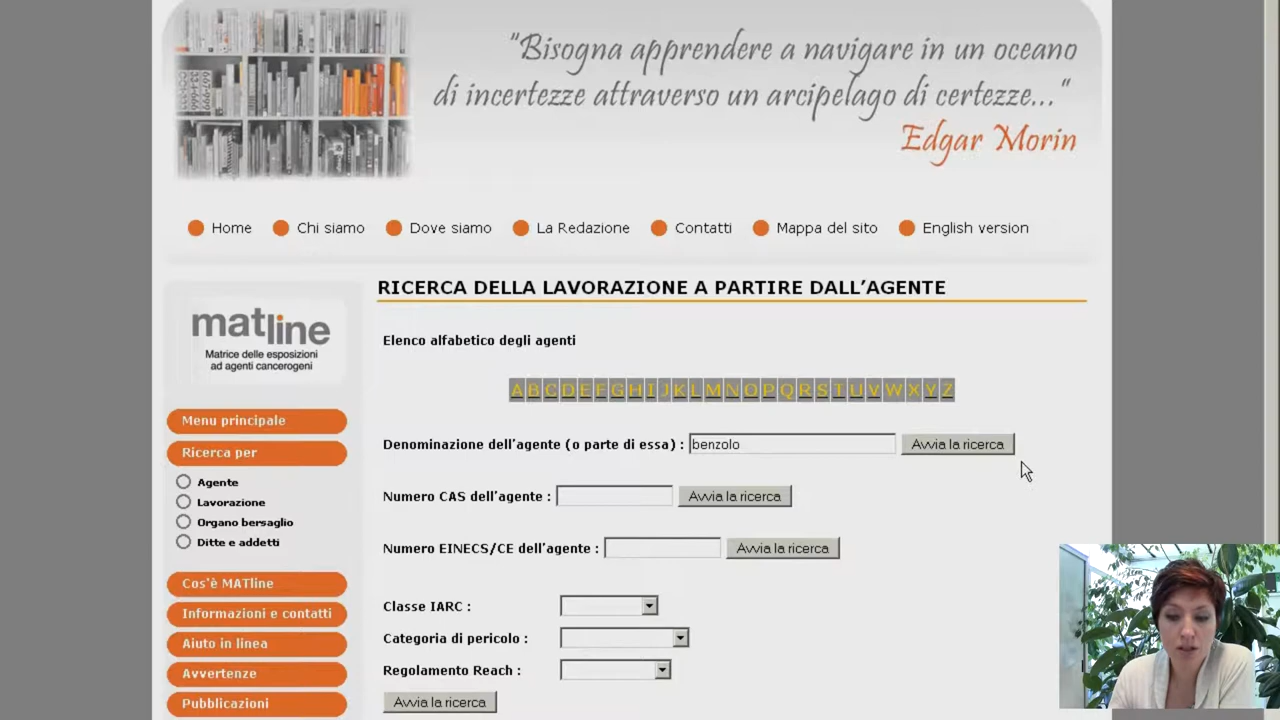 "Bisogna apprendere a navigare in un oceano
di incertezze attraverso un arcipelago di certezze..."
Edgar Morin
Home Chi siamo Dove siamo La Redazione Contatti Mappa del sito English version
RICERCA DELLA LAVORAZIONE A PARTIRE DALL'AGENTE
matline
Matrice delle esposizioni
ad agenti cancerogeni
Elenco alfabetico degli agenti
A B C D E F G H I J K L M N O P Q R S T U V W X Y Z
Menu principale
Ricerca per
Agente
Lavorazione
Organo bersaglio
Ditte e addetti
Cos'è MATline
Informazioni e contatti
Aiuto in linea
Avvertenze
Pubblicazioni
Denominazione dell'agente (o parte di essa) : benzolo Avvia la ricerca
Numero CAS dell'agente : Avvia la ricerca
Numero EINECS/CE dell'agente : Avvia la ricerca
Classe IARC :
Categoria di pericolo :
Regolamento Reach :
Avvia la ricerca